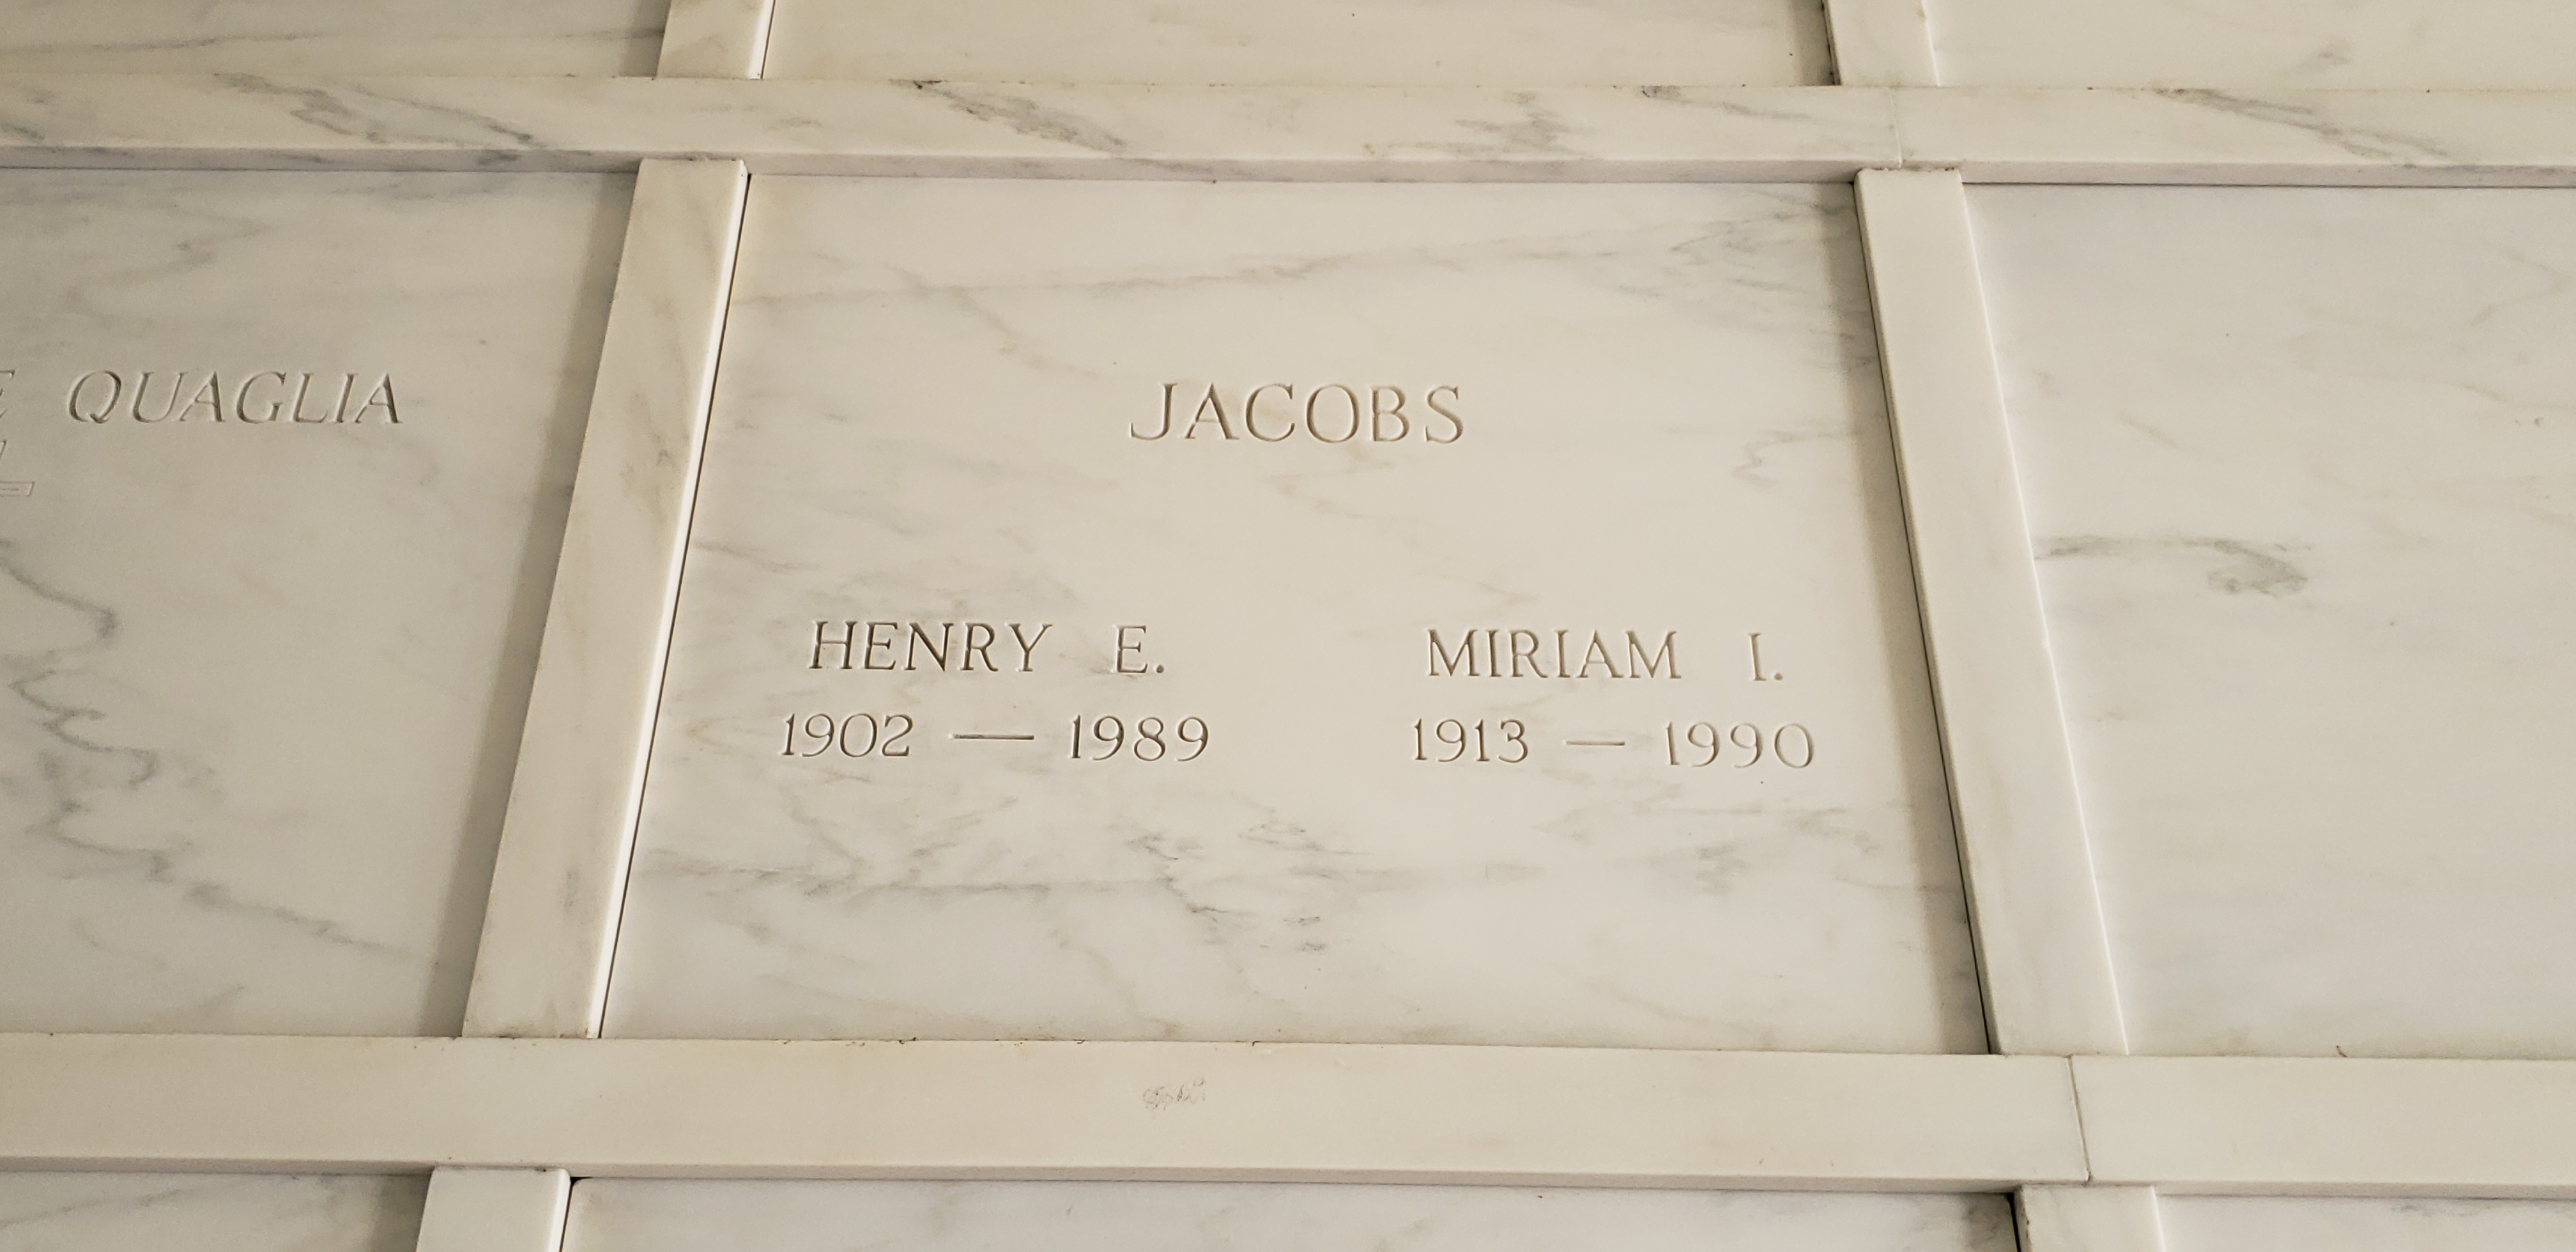 QUAGLIA
JACOBS
HENRY E.
1902 — 1989
MIRIAM I.
1913 — 1990